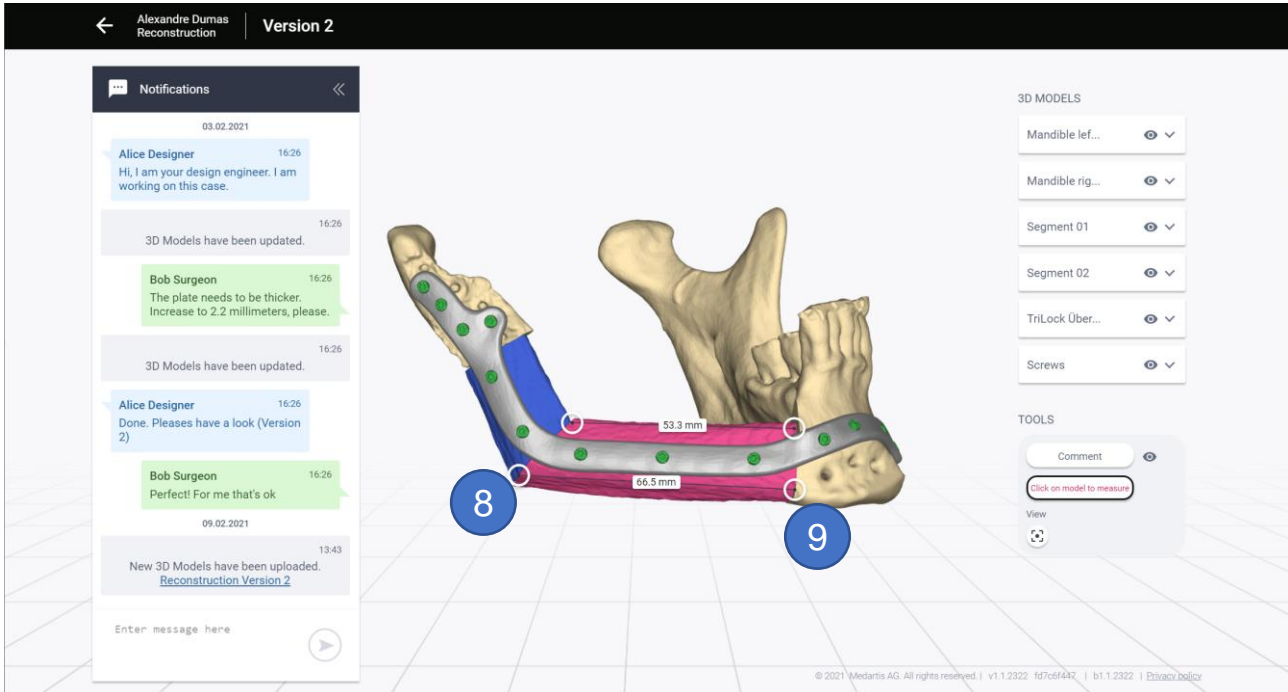 Alexandre Dumas
Reconstruction
Version 2
Notifications
03.02.2021
Alice Designer 16:26
Hi, I am your design engineer. I am
working on this case.
16:26
3D Models have been updated.
Bob Surgeon 16:26
The plate needs to be thicker.
Increase to 2.2 millimeters, please.
16:26
3D Models have been updated.
Alice Designer 16:26
Done. Pleases have a look (Version
2)
Bob Surgeon 16:26
Perfect! For me that's ok
09.02.2021
13:43
New 3D Models have been uploaded.
Reconstruction Version 2
Enter message here
53.3 mm
66.5 mm
8
9
3D MODELS
Mandible lef...
Mandible rig...
Segment 01
Segment 02
TriLock Über...
Screws
TOOLS
Comment
Click on model to measure
View
© 2021 Medartis AG. All rights reserved. | v1.1.2322 fd7c6f447 | b1.1.2322 | Privacy policy